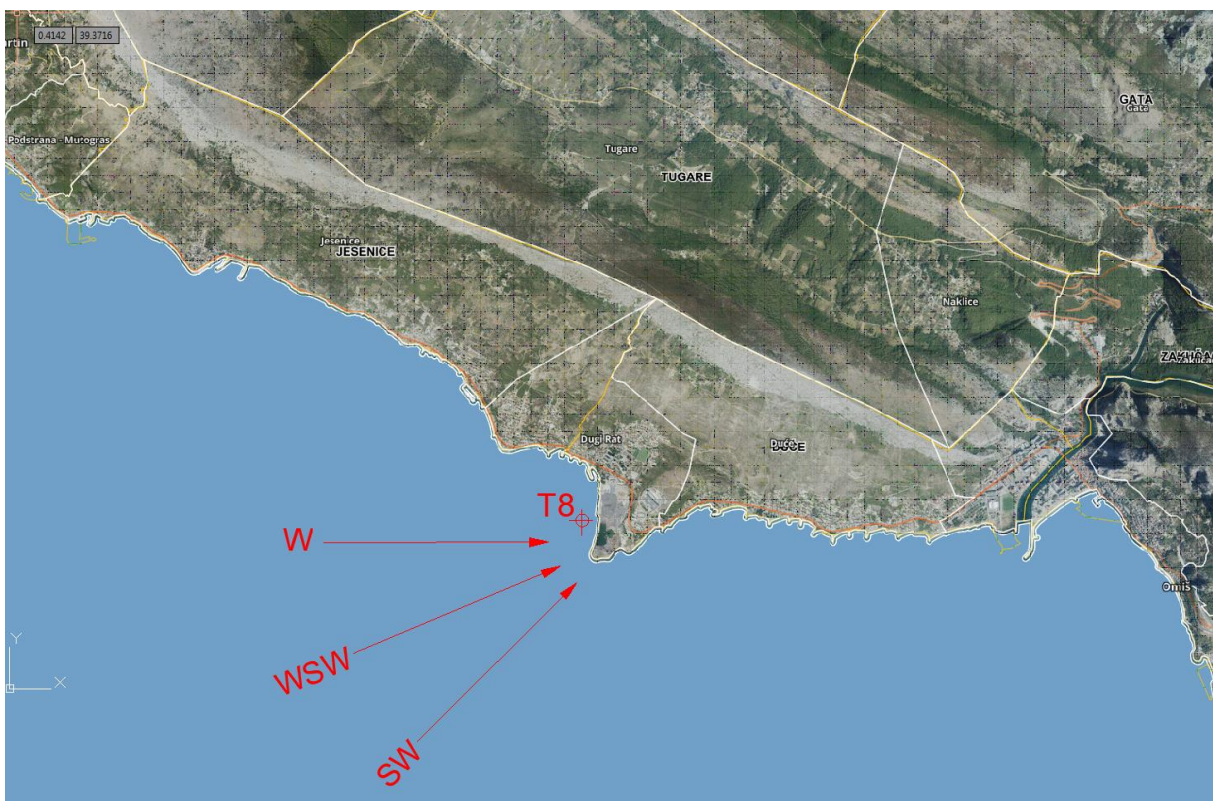 0.4142 39.3716
GATA
Gata
Podstrana - Mutogras
Tugare
TUGARE
Jesenice
JESENICE
Naklice
Dugi Rat
Duće
DUĆE
T8
W
WSW
SW
Omiš
Y
X